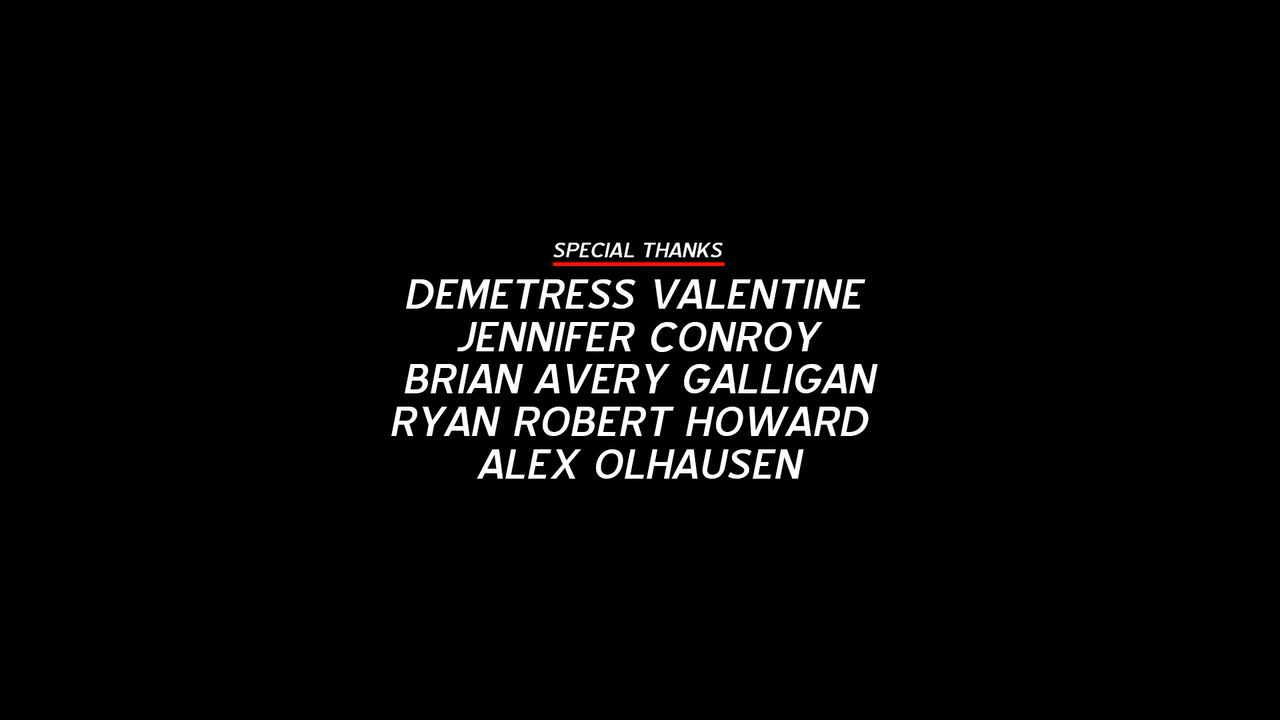 SPECIAL THANKS
DEMETRESS VALENTINE
JENNIFER CONROY
BRIAN AVERY GALLIGAN
RYAN ROBERT HOWARD
ALEX OLHAUSEN